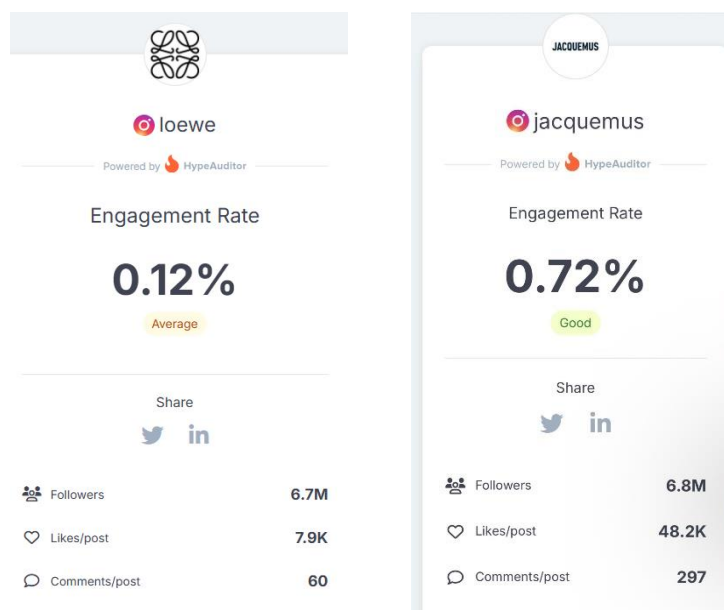 loewe
Powered by HypeAuditor
Engagement Rate
0.12%
Average
Share
in
Followers 6.7M
Likes/post 7.9K
Comments/post 60
JACQUEMUS
jacquemus
Powered by HypeAuditor
Engagement Rate
0.72%
Good
Share
in
Followers 6.8M
Likes/post 48.2K
Comments/post 297